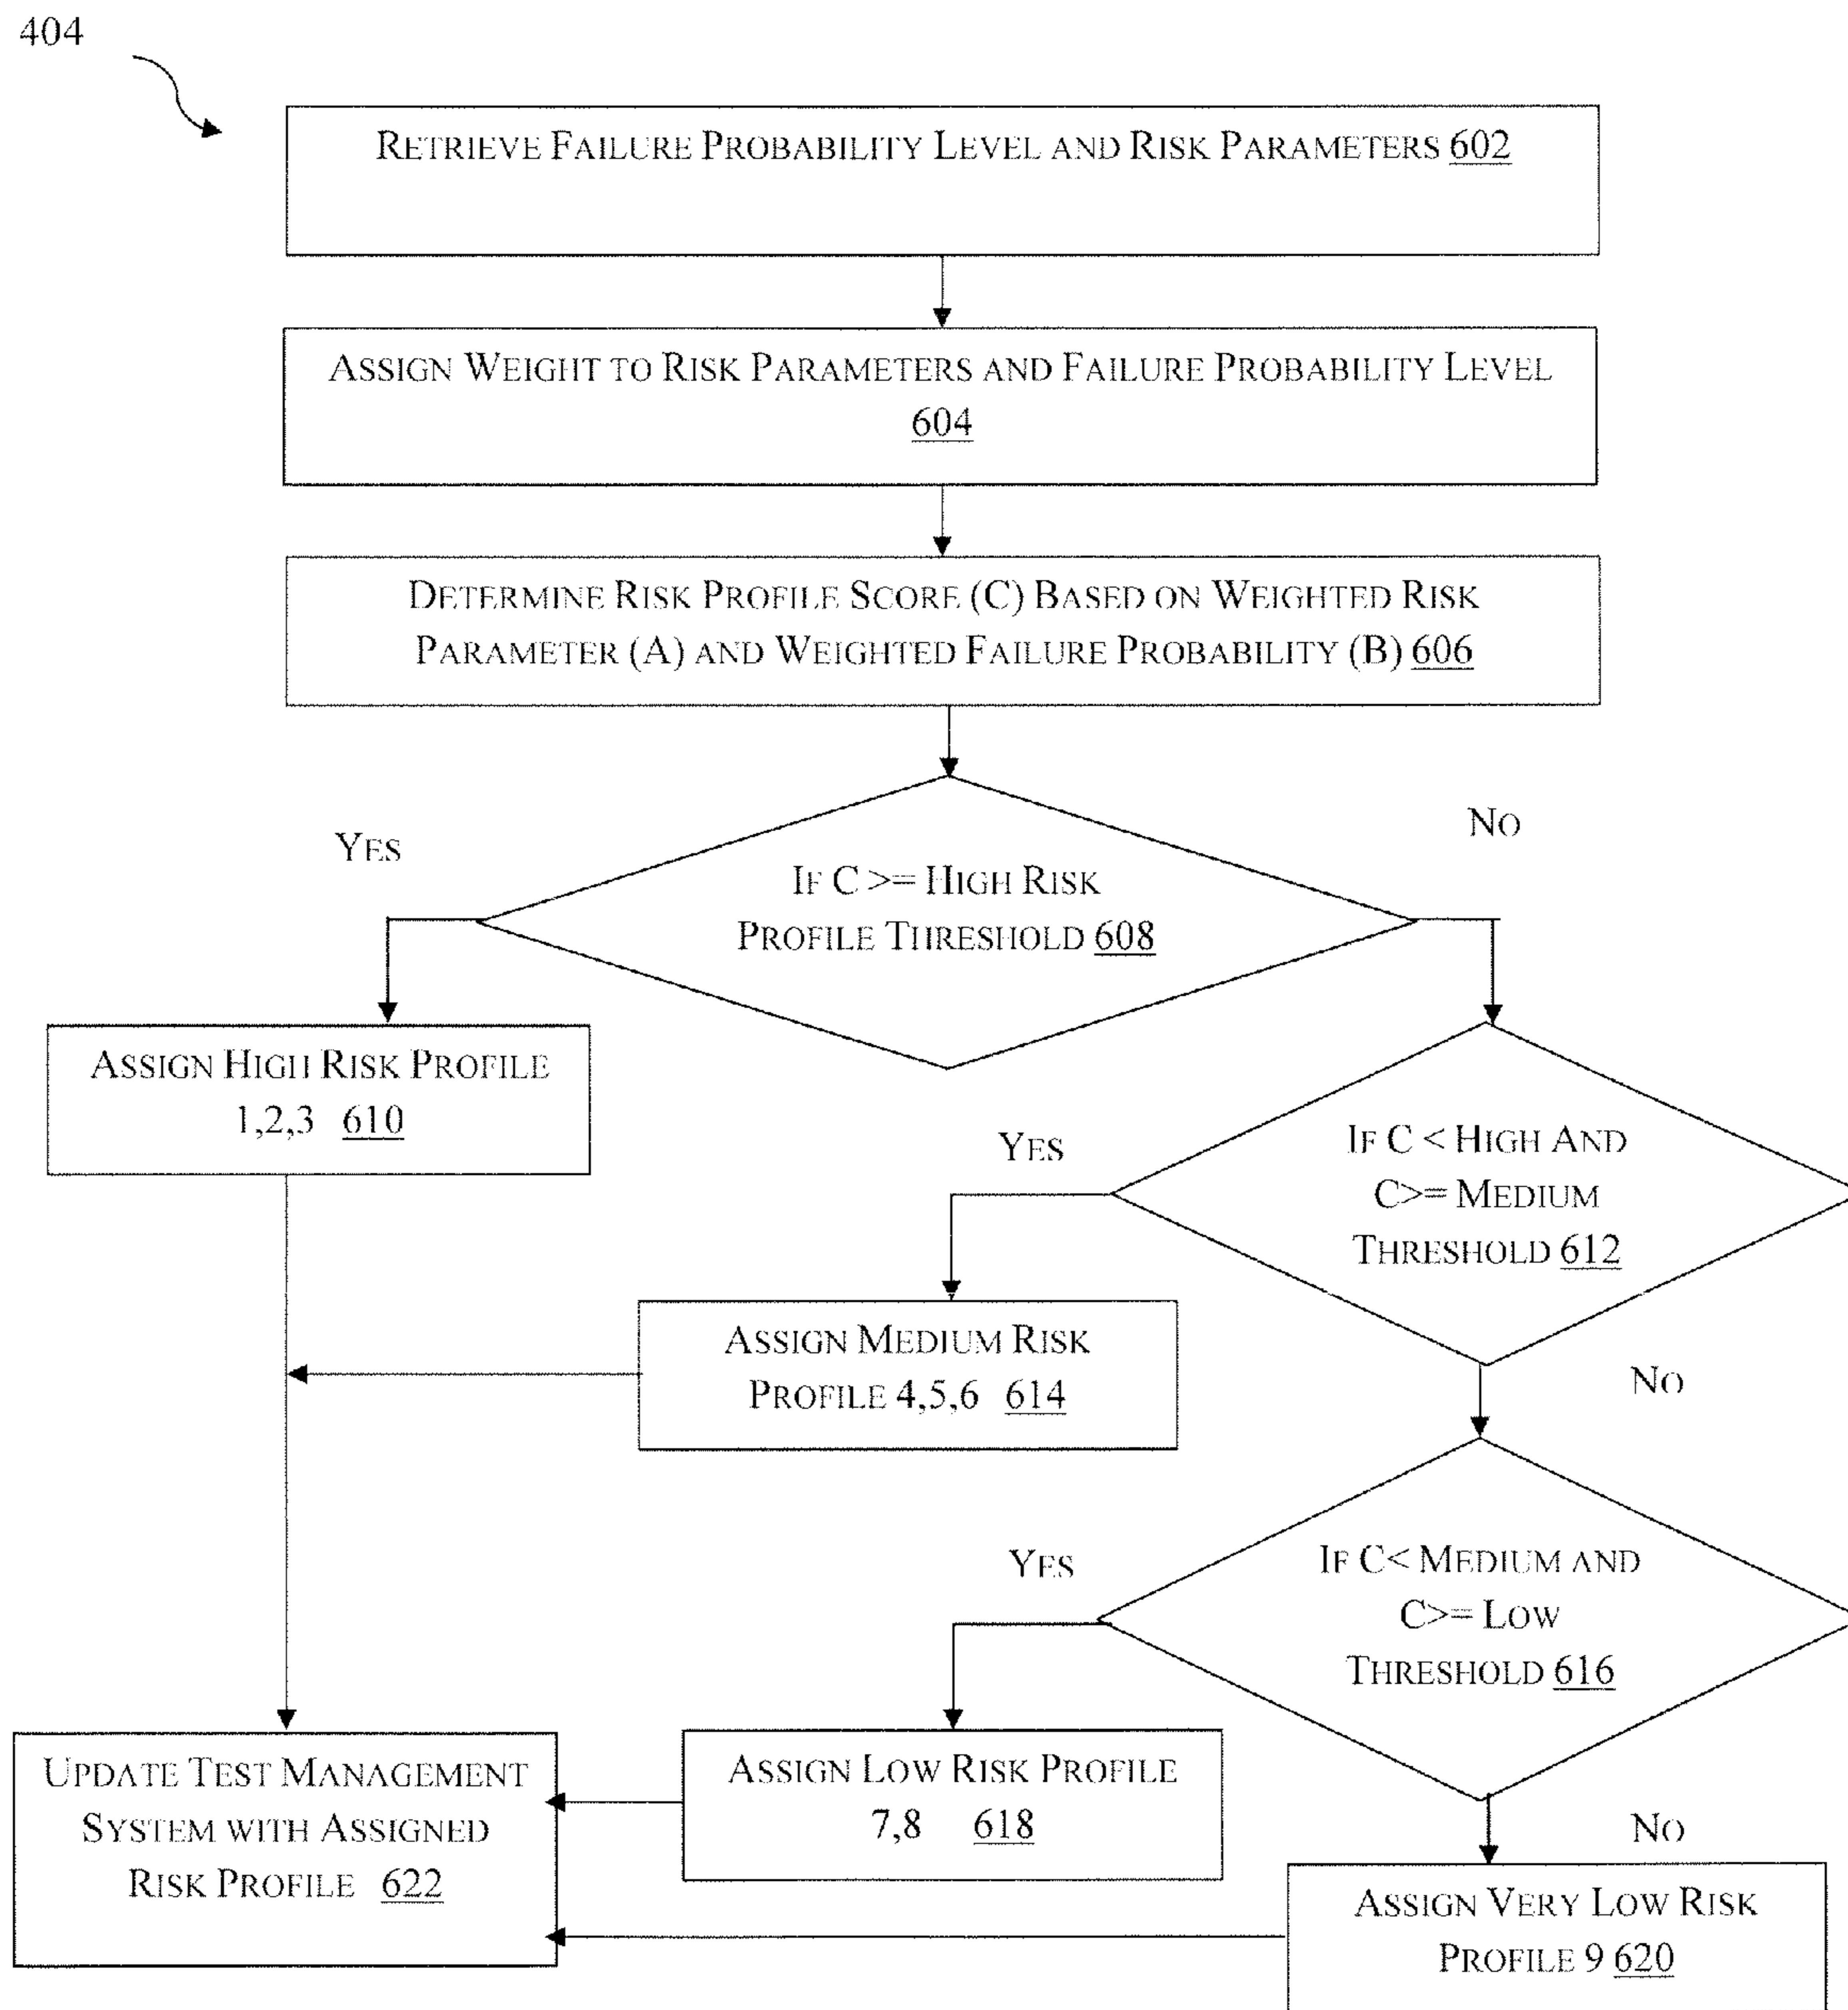 404
RETRIEVE FAILURE PROBABILITY LEVEL AND RISK PARAMETERS 602
ASSIGN WEIGHT TO RISK PARAMETERS AND FAILURE PROBABILITY LEVEL
604
DETERMINE RISK PROFILE SCORE (C) BASED ON WEIGHTED RISK
PARAMETER (A) AND WEIGHTED FAILURE PROBABILITY (B) 606
YES
NO
IF C >= HIGH RISK
PROFILE THRESHOLD 608
ASSIGN HIGH RISK PROFILE
1,2,3 610
YES
IF C < HIGH AND
C>= MEDIUM
THRESHOLD 612
ASSIGN MEDIUM RISK
PROFILE 4,5,6 614
NO
YES
IF C< MEDIUM AND
C>= LOW
THRESHOLD 616
UPDATE TEST MANAGEMENT
SYSTEM WITH ASSIGNED
RISK PROFILE 622
ASSIGN LOW RISK PROFILE
7,8 618
NO
ASSIGN VERY LOW RISK
PROFILE 9 620